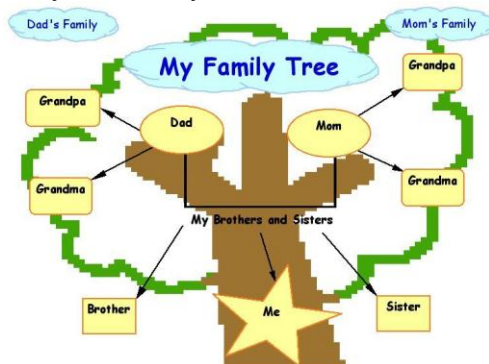 Dad's Family
Mom's Family
My Family Tree
Grandpa
Grandpa
Dad
Mom
Grandma
Grandma
My Brothers and Sisters
Brother
Me
Sister